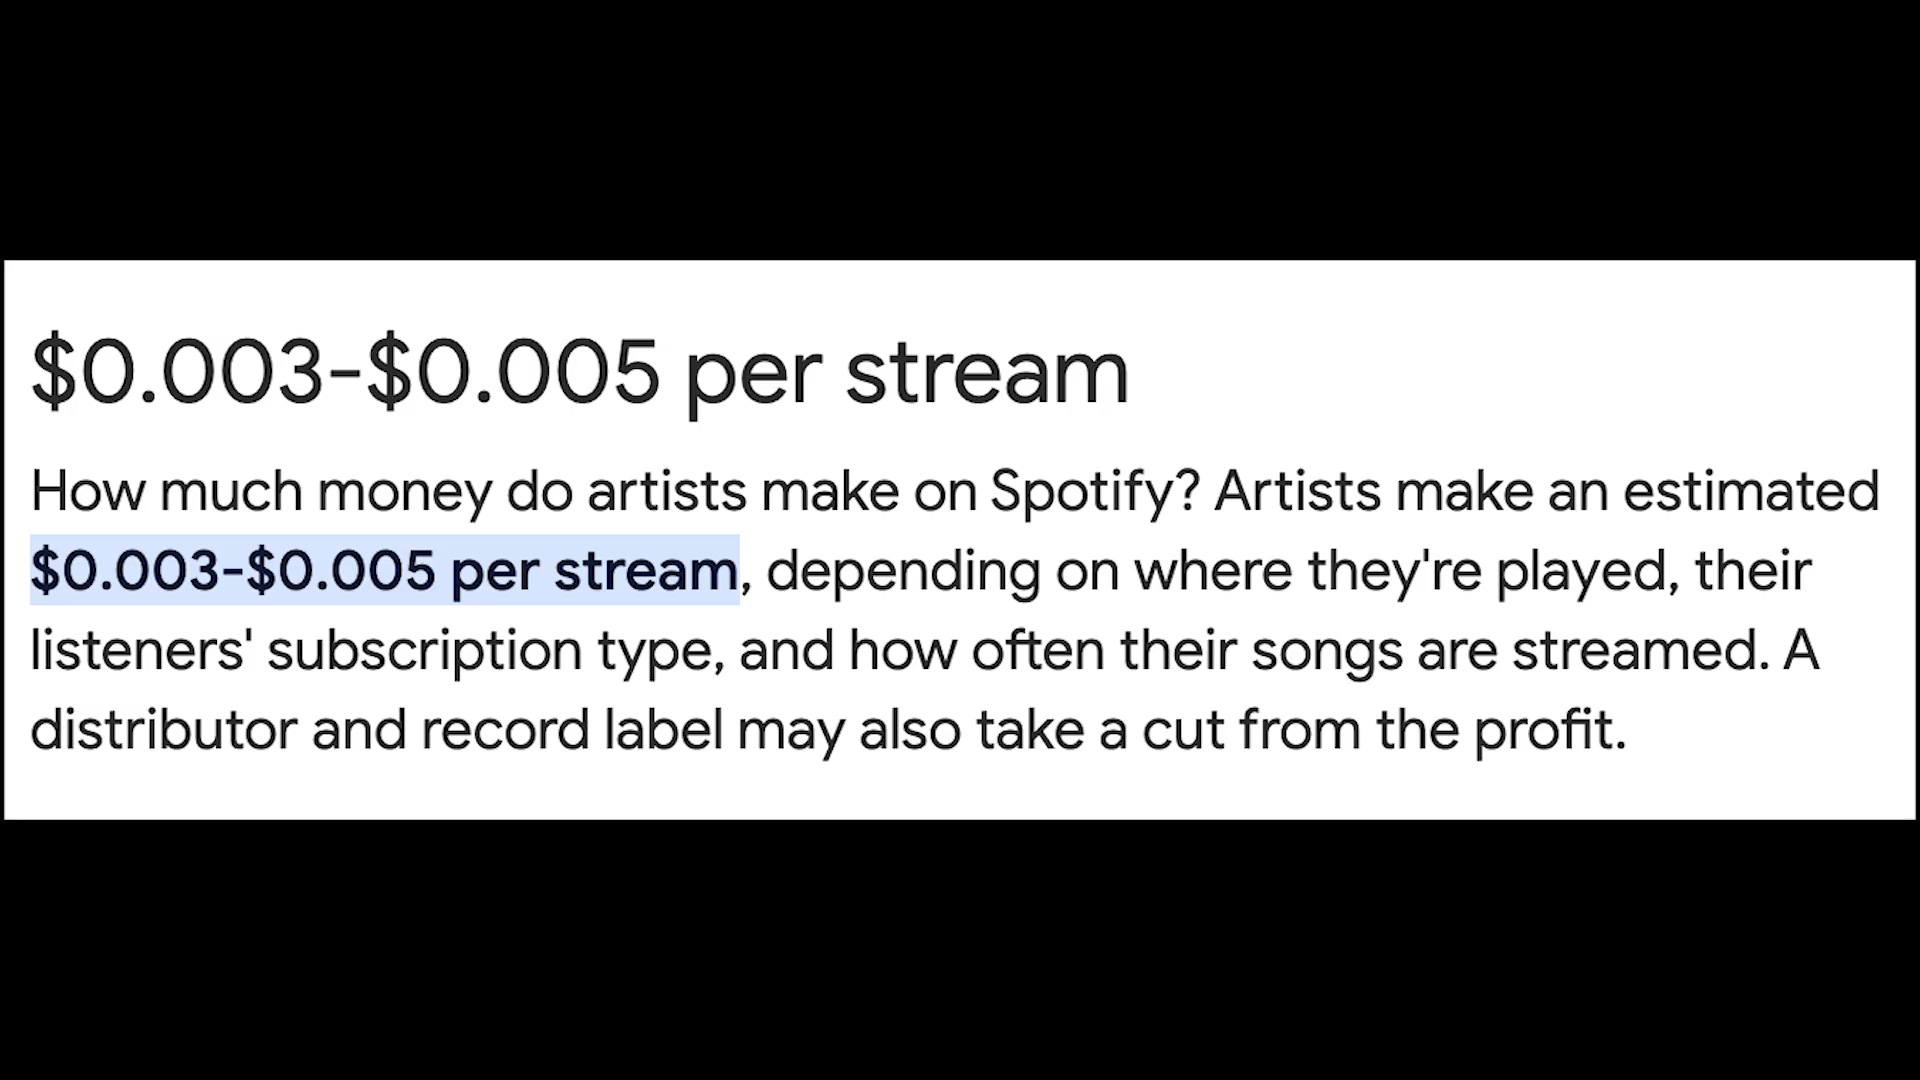 $0.003-$0.005 per stream
How much money do artists make on Spotify? Artists make an estimated
$0.003-$0.005 per stream, depending on where they're played, their
listeners' subscription type, and how often their songs are streamed. A
distributor and record label may also take a cut from the profit.